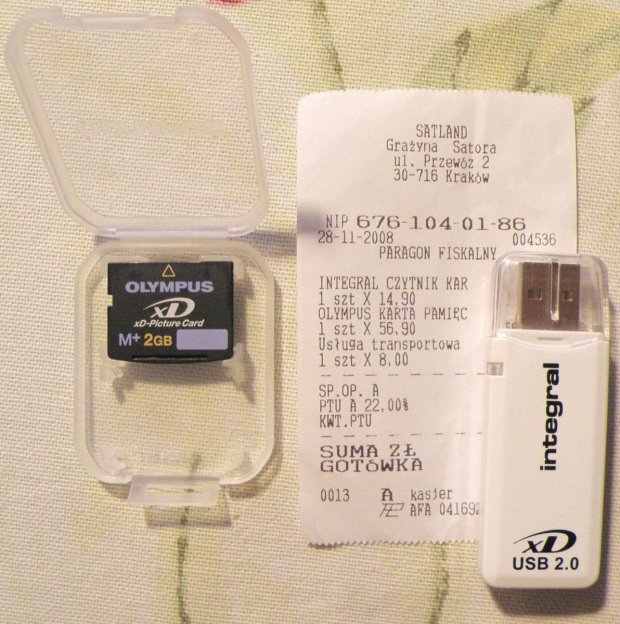 OLYMPUS
xD
xD-Picture Card
M+ 2GB
SATLAND
Grażyna Satora
ul. Przewóz 2
30-716 Kraków
NIP 676-104-01-86
28-11-2008 004536
PARAGON FISKALNY
INTEGRAL CZYTNIK KAR
1 szt X 14,90
OLYMPUS KARTA PAMIĘC
1 szt X 56,90
Usługa transportowa
1 szt X 8,00
SP.OP. A
PTU A 22,00%
KWT.PTU
SUMA ZŁ
GOTÓWKA
0013 A kasjer
AFA 041692
integral
xD
USB 2.0